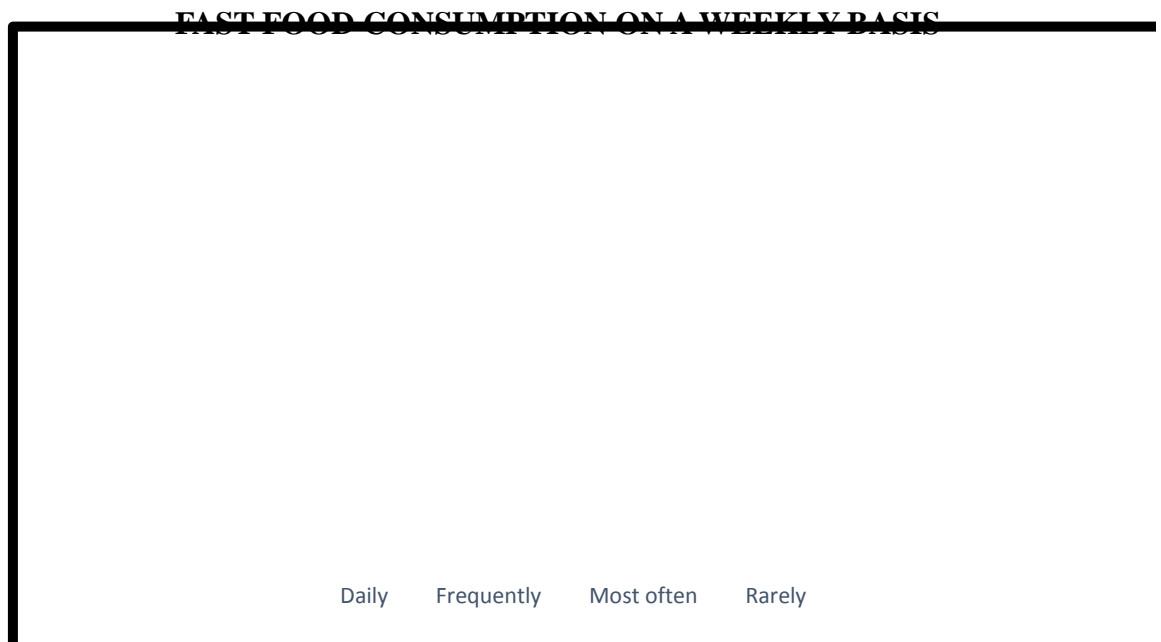 FAST FOOD CONSUMPTION ON A WEEKLY BASIS
Daily Frequently Most often Rarely